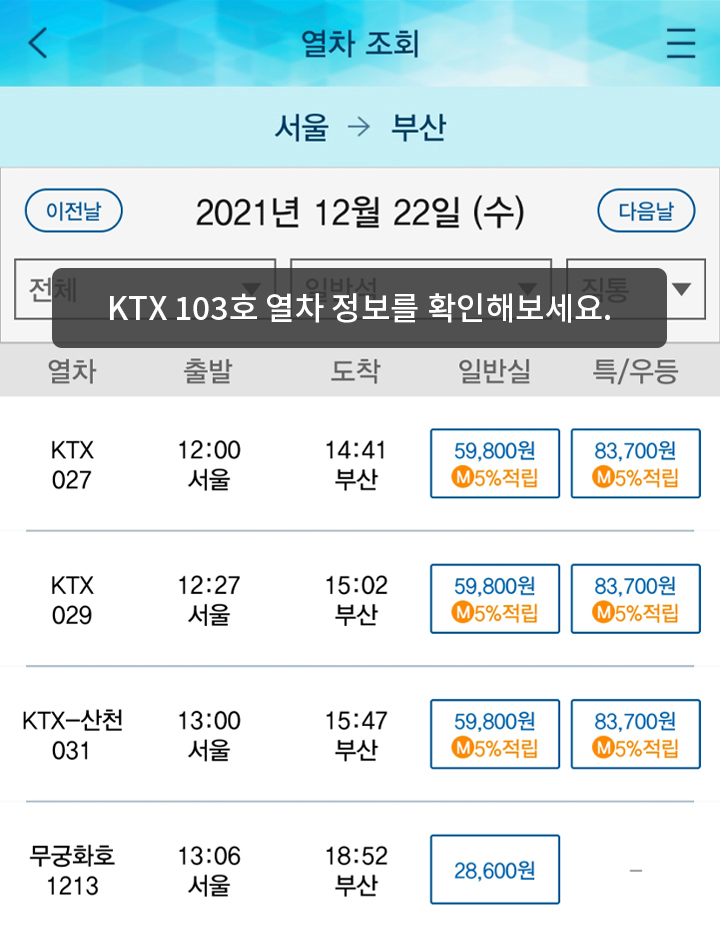 열차 조회
서울 → 부산
이전날 2021년 12월 22일 (수) 다음날
전체 일반석 직통
KTX 103호 열차 정보를 확인해보세요.
열차 출발 도착 일반실 특/우등
KTX 12:00 14:41 59,800원 83,700원
027 서울 부산 M5%적립 M5%적립
KTX 12:27 15:02 59,800원 83,700원
029 서울 부산 M5%적립 M5%적립
KTX-산천 13:00 15:47 59,800원 83,700원
031 서울 부산 M5%적립 M5%적립
무궁화호 13:06 18:52 28,600원 –
1213 서울 부산